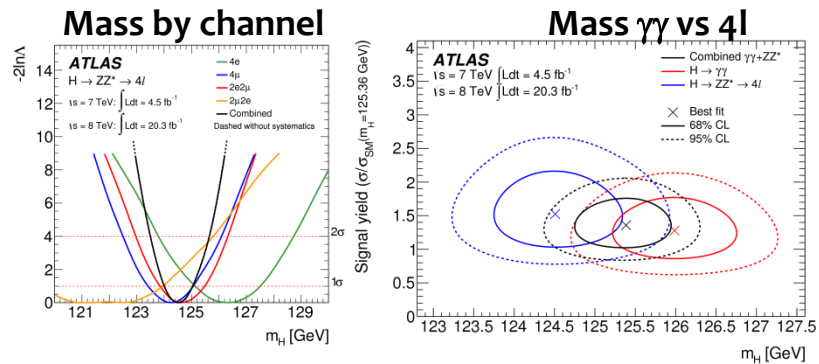 Mass by channel
-2lnΛ
14
12
10
8
6
4
2
0
ATLAS
H → ZZ* → 4l
√s = 7 TeV: ∫Ldt = 4.5 fb⁻¹
√s = 8 TeV: ∫Ldt = 20.3 fb⁻¹
4e
4μ
2e2μ
2μ2e
Combined
Dashed without systematics
2σ
1σ
121 123 125 127 129
m_H [GeV]
Mass γγ vs 4l
Signal yield (σ/σ_SM(m_H=125.36 GeV)
4
3.5
3
2.5
2
1.5
1
0.5
0
ATLAS
√s = 7 TeV ∫Ldt = 4.5 fb⁻¹
√s = 8 TeV ∫Ldt = 20.3 fb⁻¹
Combined γγ+ZZ*
H → γγ
H → ZZ* → 4l
Best fit
68% CL
95% CL
123 123.5 124 124.5 125 125.5 126 126.5 127 127.5
m_H [GeV]